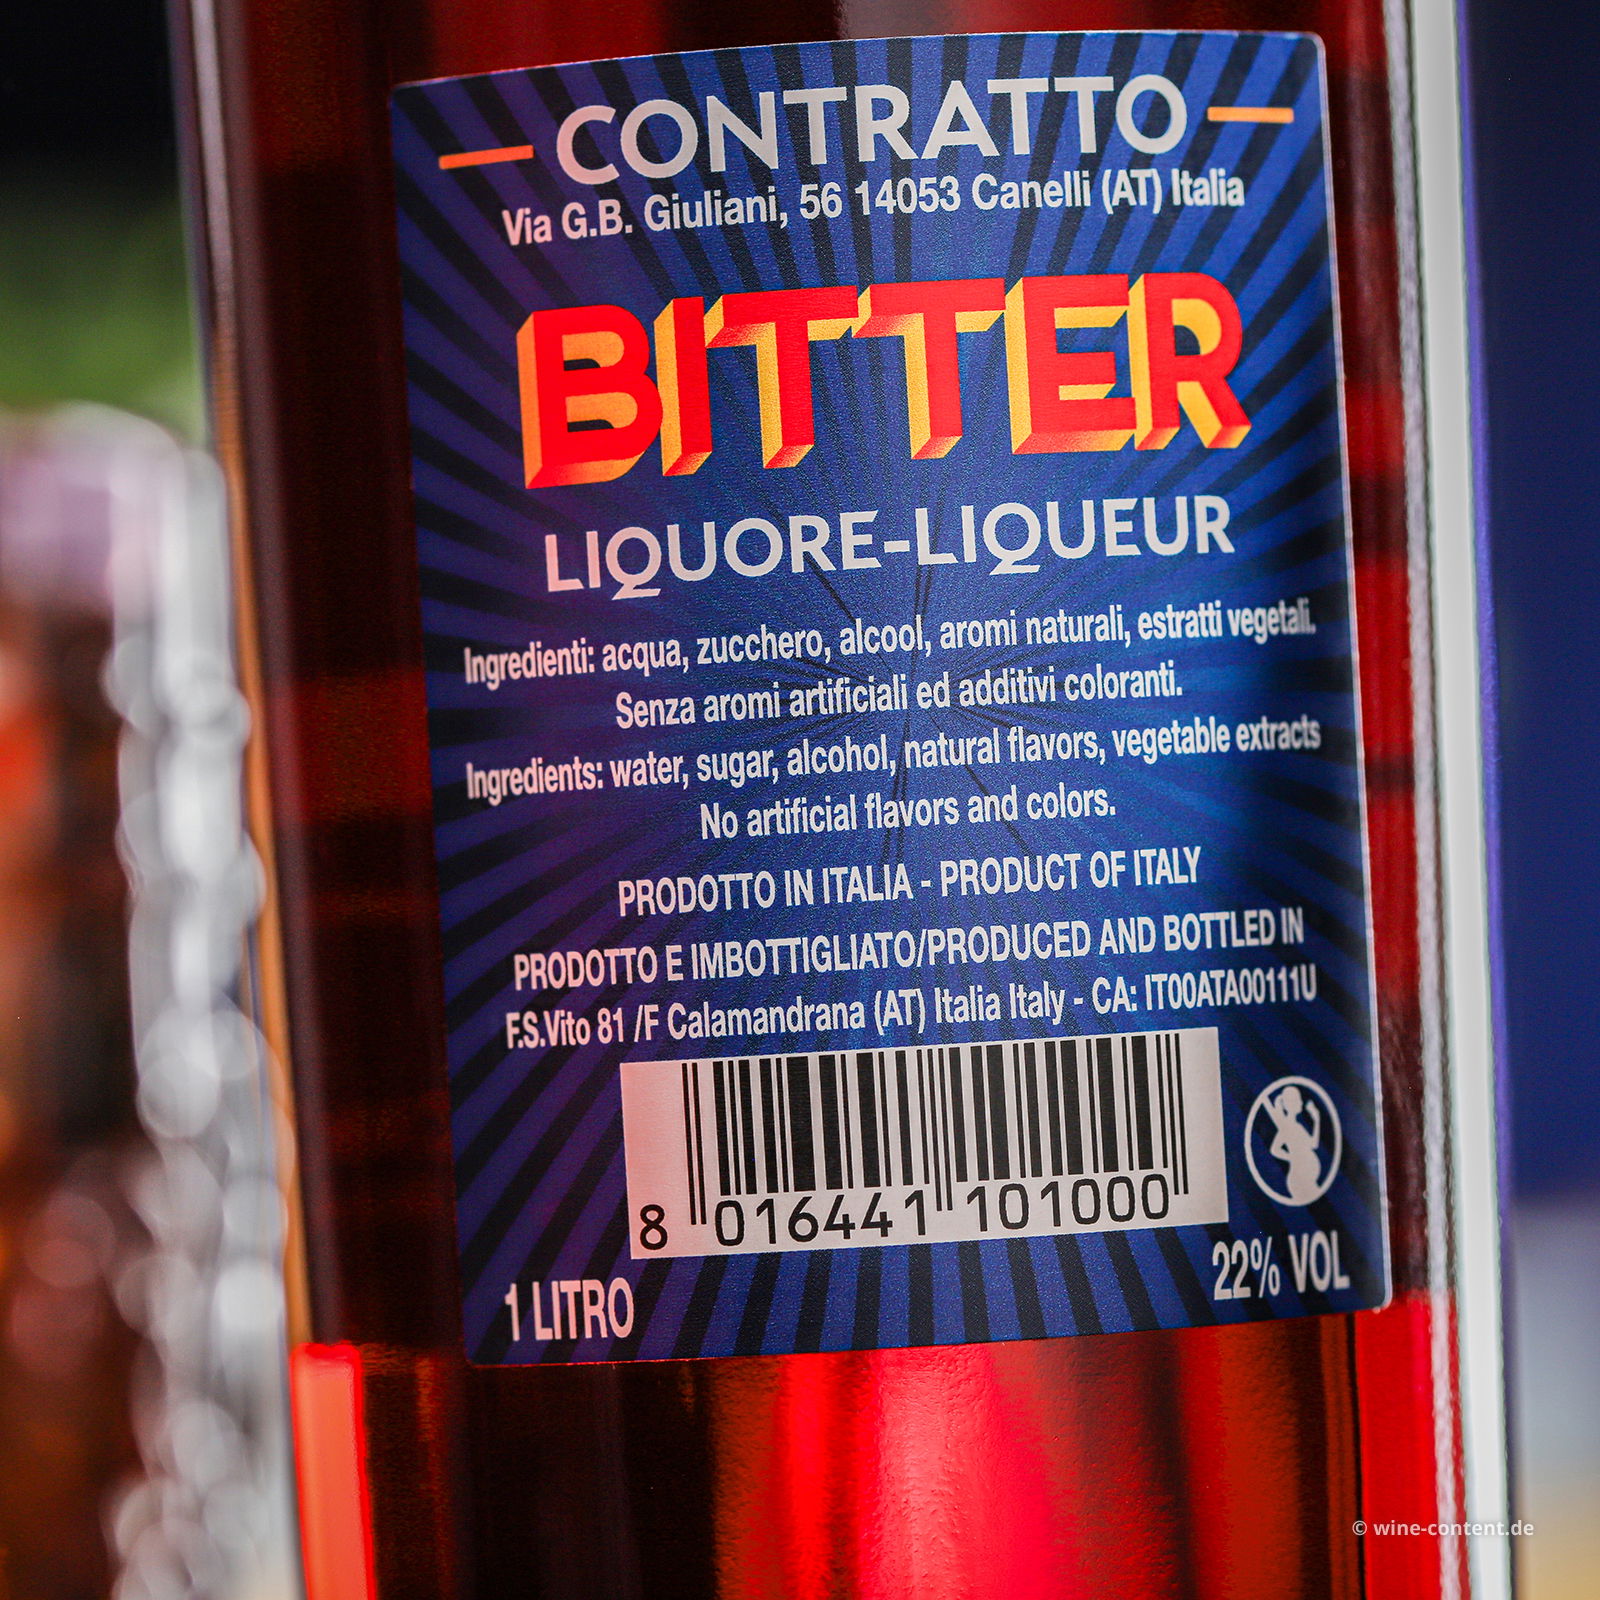 CONTRATTO
Via G.B. Giuliani, 56 14053 Canelli (AT) Italia
BITTER
LIQUORE-LIQUEUR
Ingredienti: acqua, zucchero, alcool, aromi naturali, estratti vegetali.
Senza aromi artificiali ed additivi coloranti.
Ingredients: water, sugar, alcohol, natural flavors, vegetable extracts
No artificial flavors and colors.
PRODOTTO IN ITALIA - PRODUCT OF ITALY
PRODOTTO E IMBOTTIGLIATO/PRODUCED AND BOTTLED IN
F.S.Vito 81 /F Calamandrana (AT) Italia Italy - CA: IT00ATA00111U
8 016441 101000
1 LITRO
22% VOL
© wine-content.de